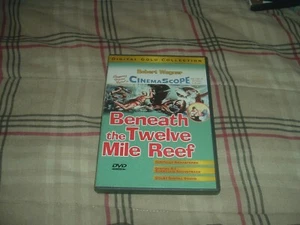 DIGITAL GOLD COLLECTION
Robert Wagner
CINEMASCOPE
Beneath
the Twelve
Mile Reef
DVD